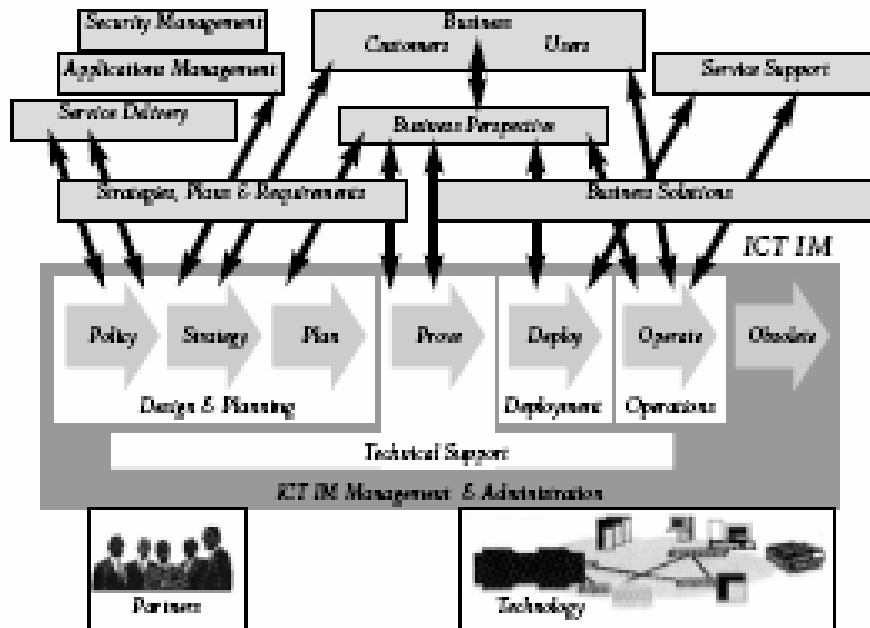 Security Management
Business
Customers Users
Applications Management
Service Support
Service Delivery
Business Perspective
Strategies, Plans & Requirements
Business Solutions
ICT IM
Policy
Strategy
Plan
Prove
Deploy
Operate
Obsolete
Design & Planning
Deployment
Operations
Technical Support
ICT IM Management & Administration
Partners
Technology